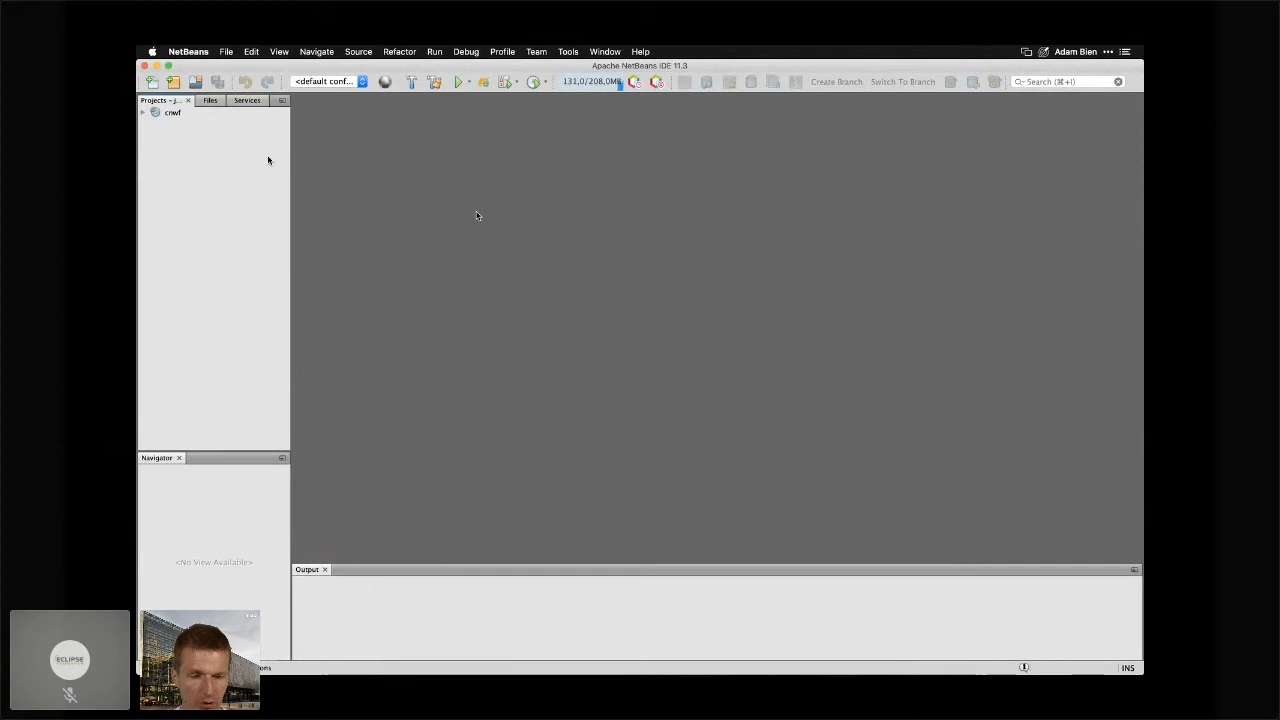 NetBeans File Edit View Navigate Source Refactor Run Debug Profile Team Tools Window Help Adam Bien
Apache NetBeans IDE 11.3
<default conf... 131,0/208,0MB Create Branch Switch To Branch Search (⌘+I)
Projects – j... Files Services
cnwf
Navigator
<No View Available>
Output
ECLIPSE
INS